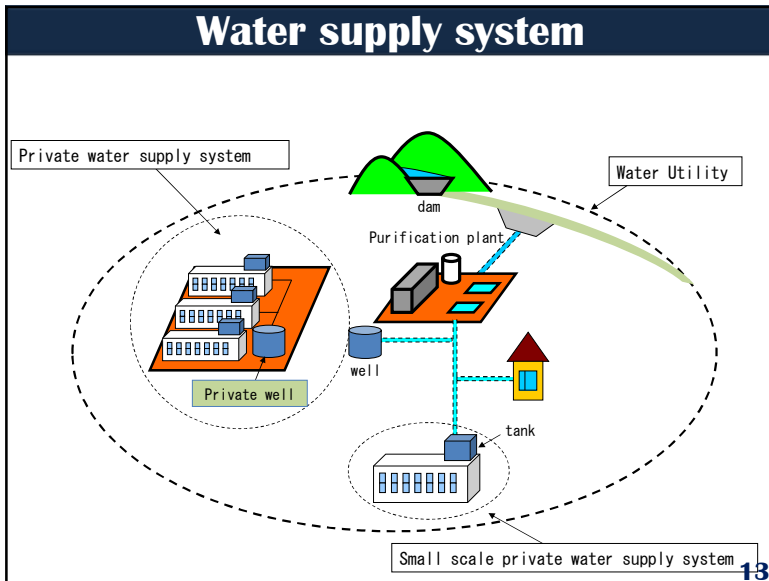 Water supply system
Private water supply system
Water Utility
dam
Purification plant
well
Private well
tank
Small scale private water supply system
13